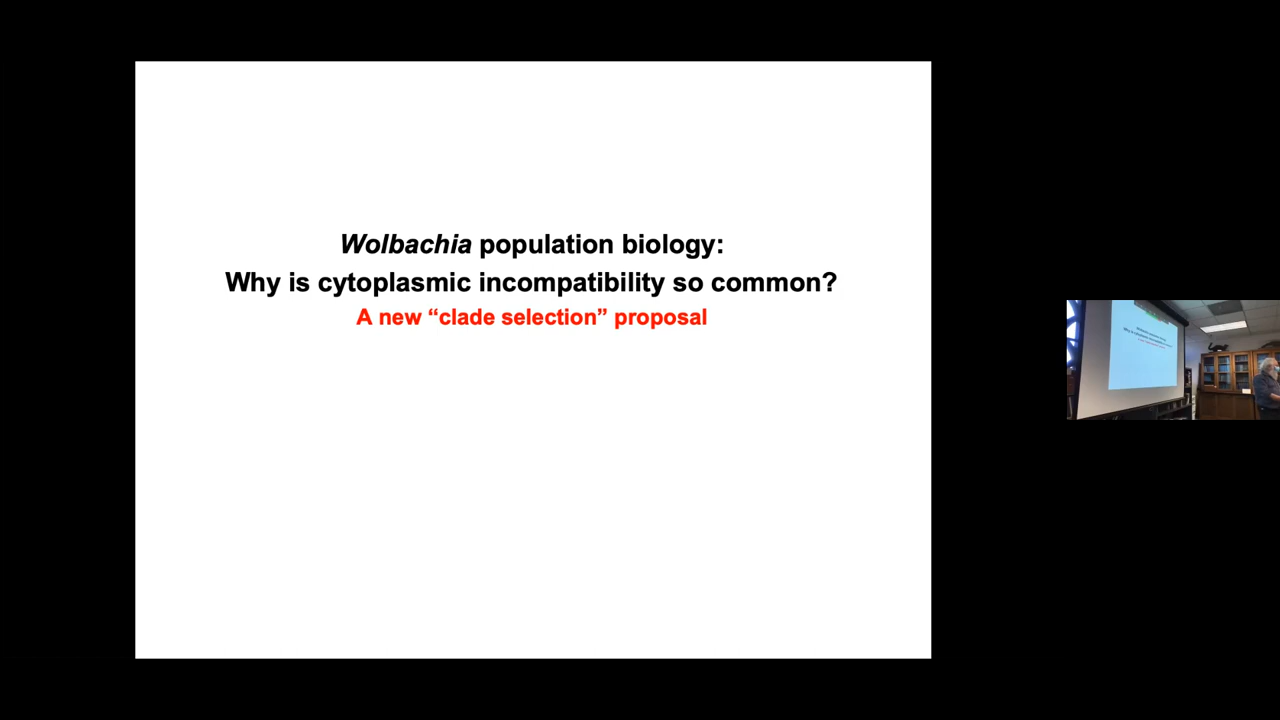 Wolbachia population biology:
Why is cytoplasmic incompatibility so common?
A new “clade selection” proposal